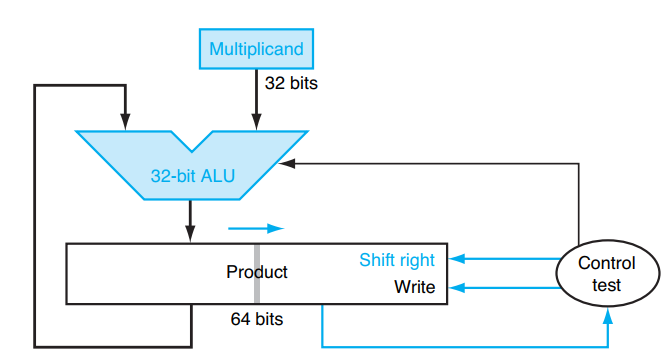 Multiplicand
32 bits
32-bit ALU
Product
Shift right
Write
Control
test
64 bits